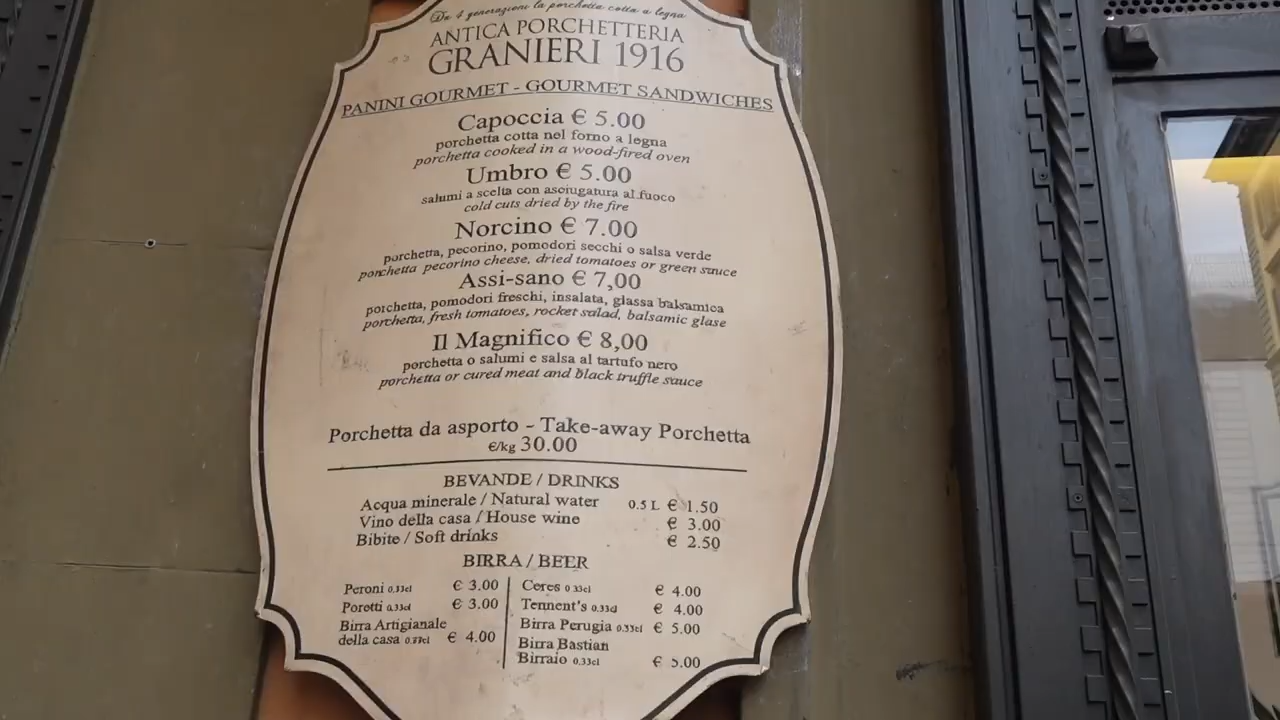 Da 4 generazioni la porchetta cotta a legna
ANTICA PORCHETTERIA
GRANIERI 1916
PANINI GOURMET - GOURMET SANDWICHES
Capoccia € 5.00
porchetta cotta nel forno a legna
porchetta cooked in a wood-fired oven
Umbro € 5.00
salumi a scelta con asciugatura al fuoco
cold cuts dried by the fire
Norcino € 7.00
porchetta, pecorino, pomodori secchi o salsa verde
porchetta pecorino cheese, dried tomatoes or green sauce
Assi-sano € 7,00
porchetta, pomodori freschi, insalata, glassa balsamica
porchetta, fresh tomatoes, rocket salad, balsamic glase
Il Magnifico € 8,00
porchetta o salumi e salsa al tartufo nero
porchetta or cured meat and black truffle sauce
Porchetta da asporto - Take-away Porchetta
€/kg 30.00
BEVANDE / DRINKS
Acqua minerale / Natural water 0.5 L € 1.50
Vino della casa / House wine € 3.00
Bibite / Soft drinks € 2.50
BIRRA / BEER
Peroni 0,33cl € 3.00
Poretti 0,33cl € 3.00
Birra Artigianale
della casa 0.33cl € 4.00
Ceres 0 33cl € 4.00
Tennent's 0.33cl € 4.00
Birra Perugia 0.33cl € 5.00
Birra Bastian
Birraio 0,33cl € 5.00